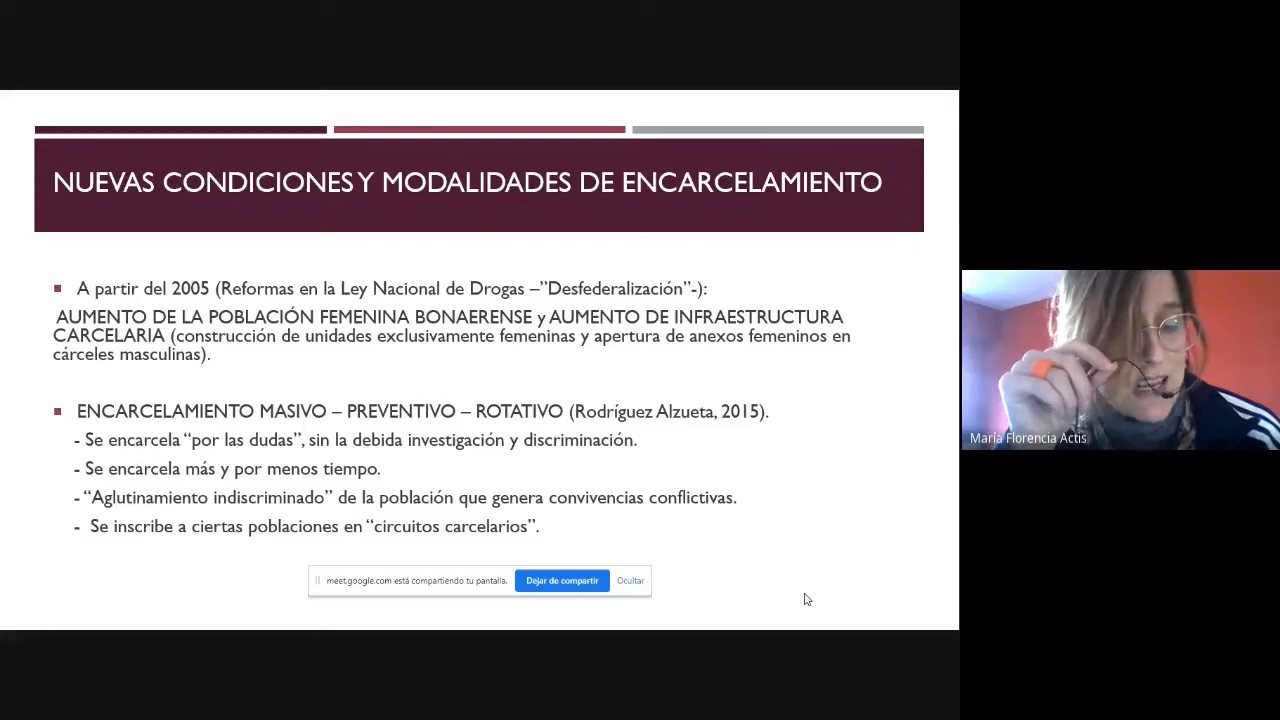 NUEVAS CONDICIONES Y MODALIDADES DE ENCARCELAMIENTO
▪ A partir del 2005 (Reformas en la Ley Nacional de Drogas –”Desfederalización”-):
AUMENTO DE LA POBLACIÓN FEMENINA BONAERENSE y AUMENTO DE INFRAESTRUCTURA
CARCELARIA (construcción de unidades exclusivamente femeninas y apertura de anexos femeninos en
cárceles masculinas).
▪ ENCARCELAMIENTO MASIVO – PREVENTIVO – ROTATIVO (Rodríguez Alzueta, 2015).
- Se encarcela “por las dudas”, sin la debida investigación y discriminación.
- Se encarcela más y por menos tiempo.
- “Aglutinamiento indiscriminado” de la población que genera convivencias conflictivas.
- Se inscribe a ciertas poblaciones en “circuitos carcelarios”.
meet.google.com está compartiendo tu pantalla. Dejar de compartir Ocultar
María Florencia Actis